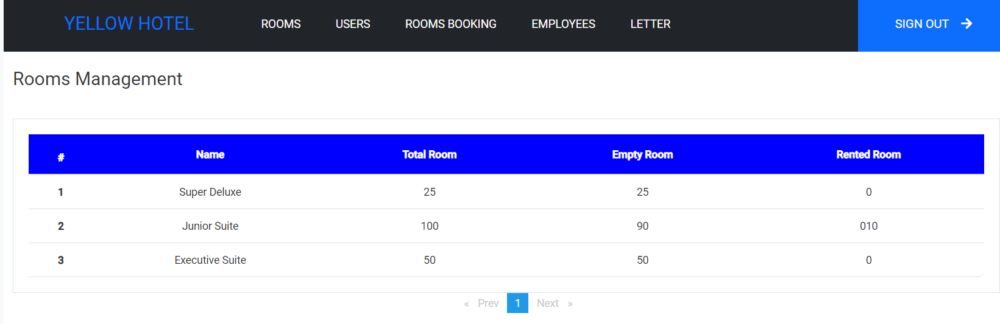 YELLOW HOTEL ROOMS USERS ROOMS BOOKING EMPLOYEES LETTER SIGN OUT
Rooms Management
# Name Total Room Empty Room Rented Room
1 Super Deluxe 25 25 0
2 Junior Suite 100 90 010
3 Executive Suite 50 50 0
« Prev 1 Next »